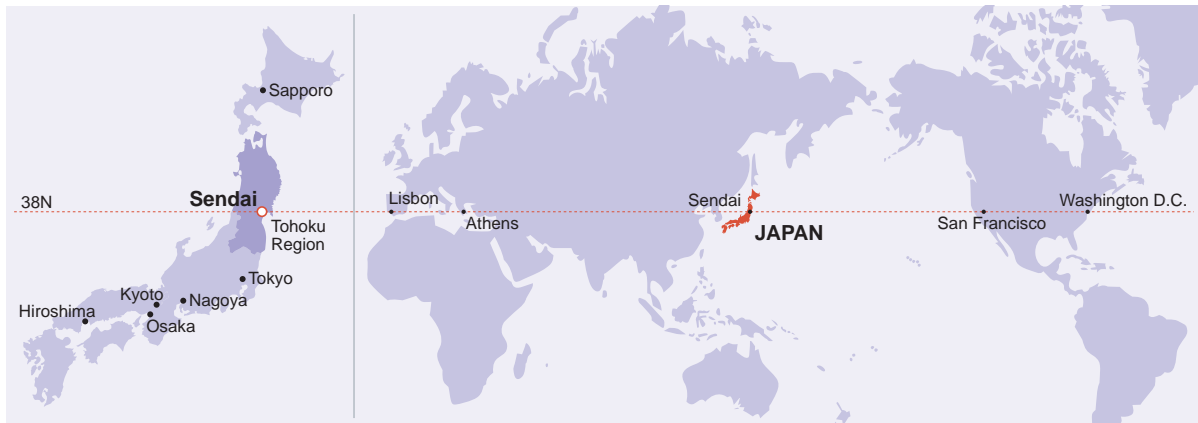 Sapporo
38N
Sendai
Tohoku
Region
Tokyo
Kyoto
Nagoya
Hiroshima
Osaka
Lisbon
Athens
Sendai
JAPAN
San Francisco
Washington D.C.